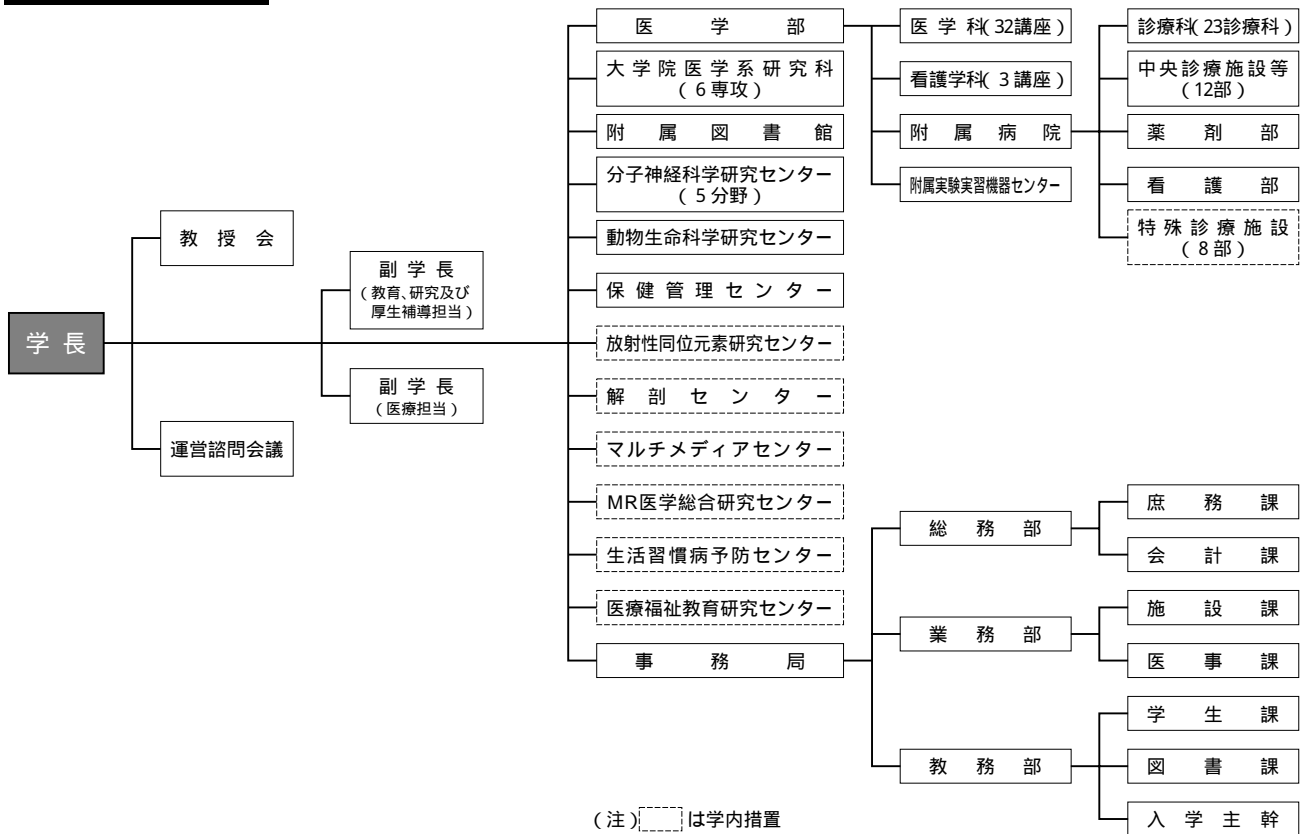 学長
教授会
運営諮問会議
副学長
(教育、研究及び
厚生補導担当)
副学長
(医療担当)
医学部
大学院医学系研究科
(6専攻)
附属図書館
分子神経科学研究センター
(5分野)
動物生命科学研究センター
保健管理センター
放射性同位元素研究センター
解剖センター
マルチメディアセンター
MR医学総合研究センター
生活習慣病予防センター
医療福祉教育研究センター
事務局
医学科(32講座)
看護学科(3講座)
附属病院
附属実験実習機器センター
診療科(23診療科)
中央診療施設等
(12部)
薬剤部
看護部
特殊診療施設
(8部)
総務部
庶務課
会計課
業務部
施設課
医事課
教務部
学生課
図書課
入学主幹
(注) は学内措置